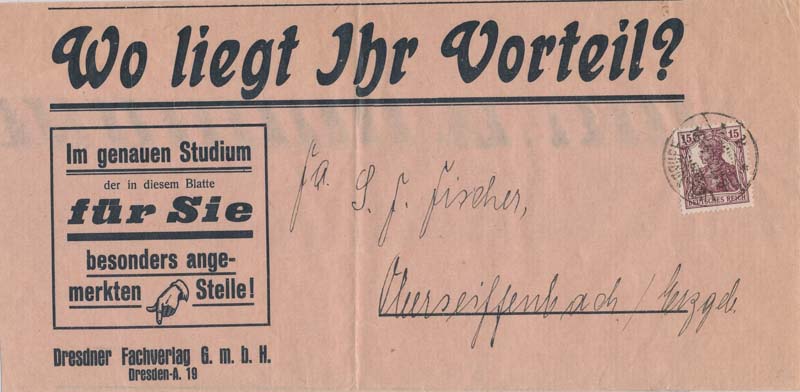 Wo liegt Ihr Vorteil?
Im genauen Studium
der in diesem Blatte
für Sie
besonders ange-
merkten Stelle!
Dresdner Fachverlag G. m. b. H.
Dresden-A. 19
Fa. S. F. Fischer,
Oberseiffenbach / Erzgeb.
15 15
DEUTSCHES REICH